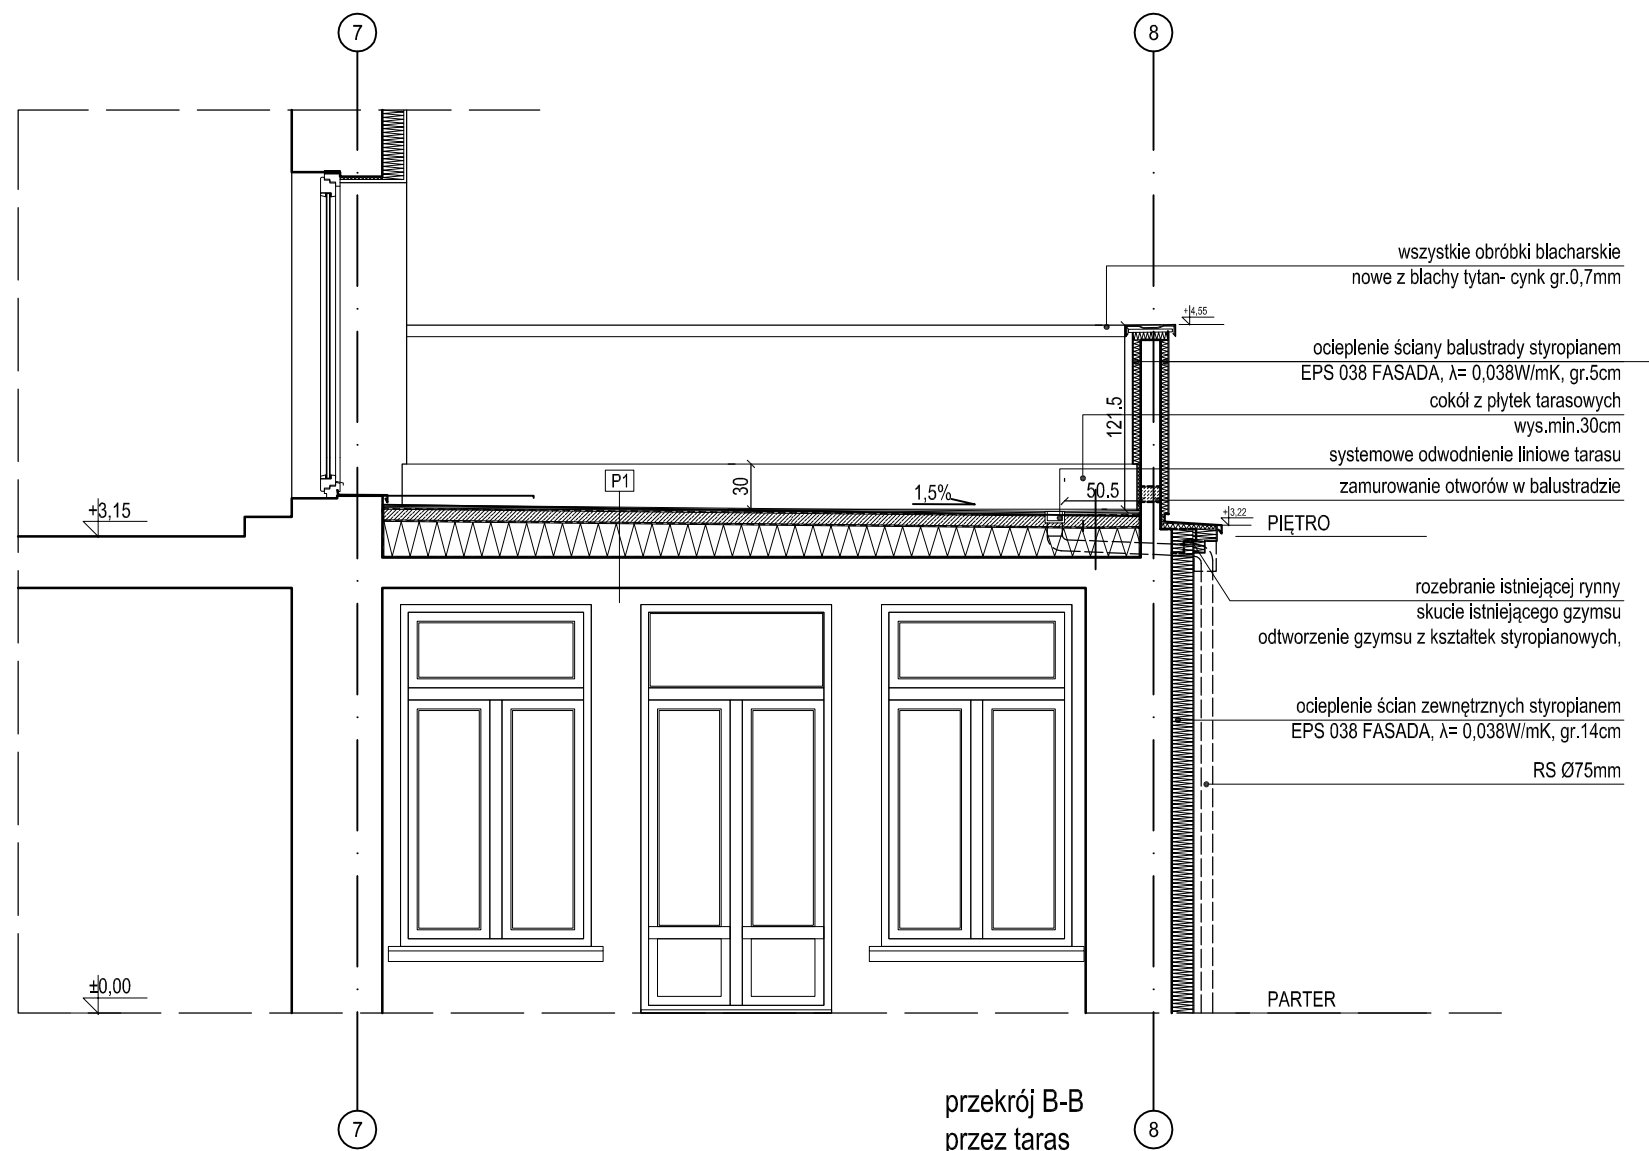 7
8
wszystkie obróbki blacharskie
nowe z blachy tytan- cynk gr.0,7mm
+4,55
ocieplenie ściany balustrady styropianem
EPS 038 FASADA, λ= 0,038W/mK, gr.5cm
cokół z płytek tarasowych
wys.min.30cm
121.5
systemowe odwodnienie liniowe tarasu
P1
30
1,5%
50.5
zamurowanie otworów w balustradzie
+3,15
+3.22
PIĘTRO
rozebranie istniejącej rynny
skucie istniejącego gzymsu
odtworzenie gzymsu z kształtek styropianowych,
ocieplenie ścian zewnętrznych styropianem
EPS 038 FASADA, λ= 0,038W/mK, gr.14cm
RS Ø75mm
±0,00
PARTER
przekrój B-B
przez taras
7
8